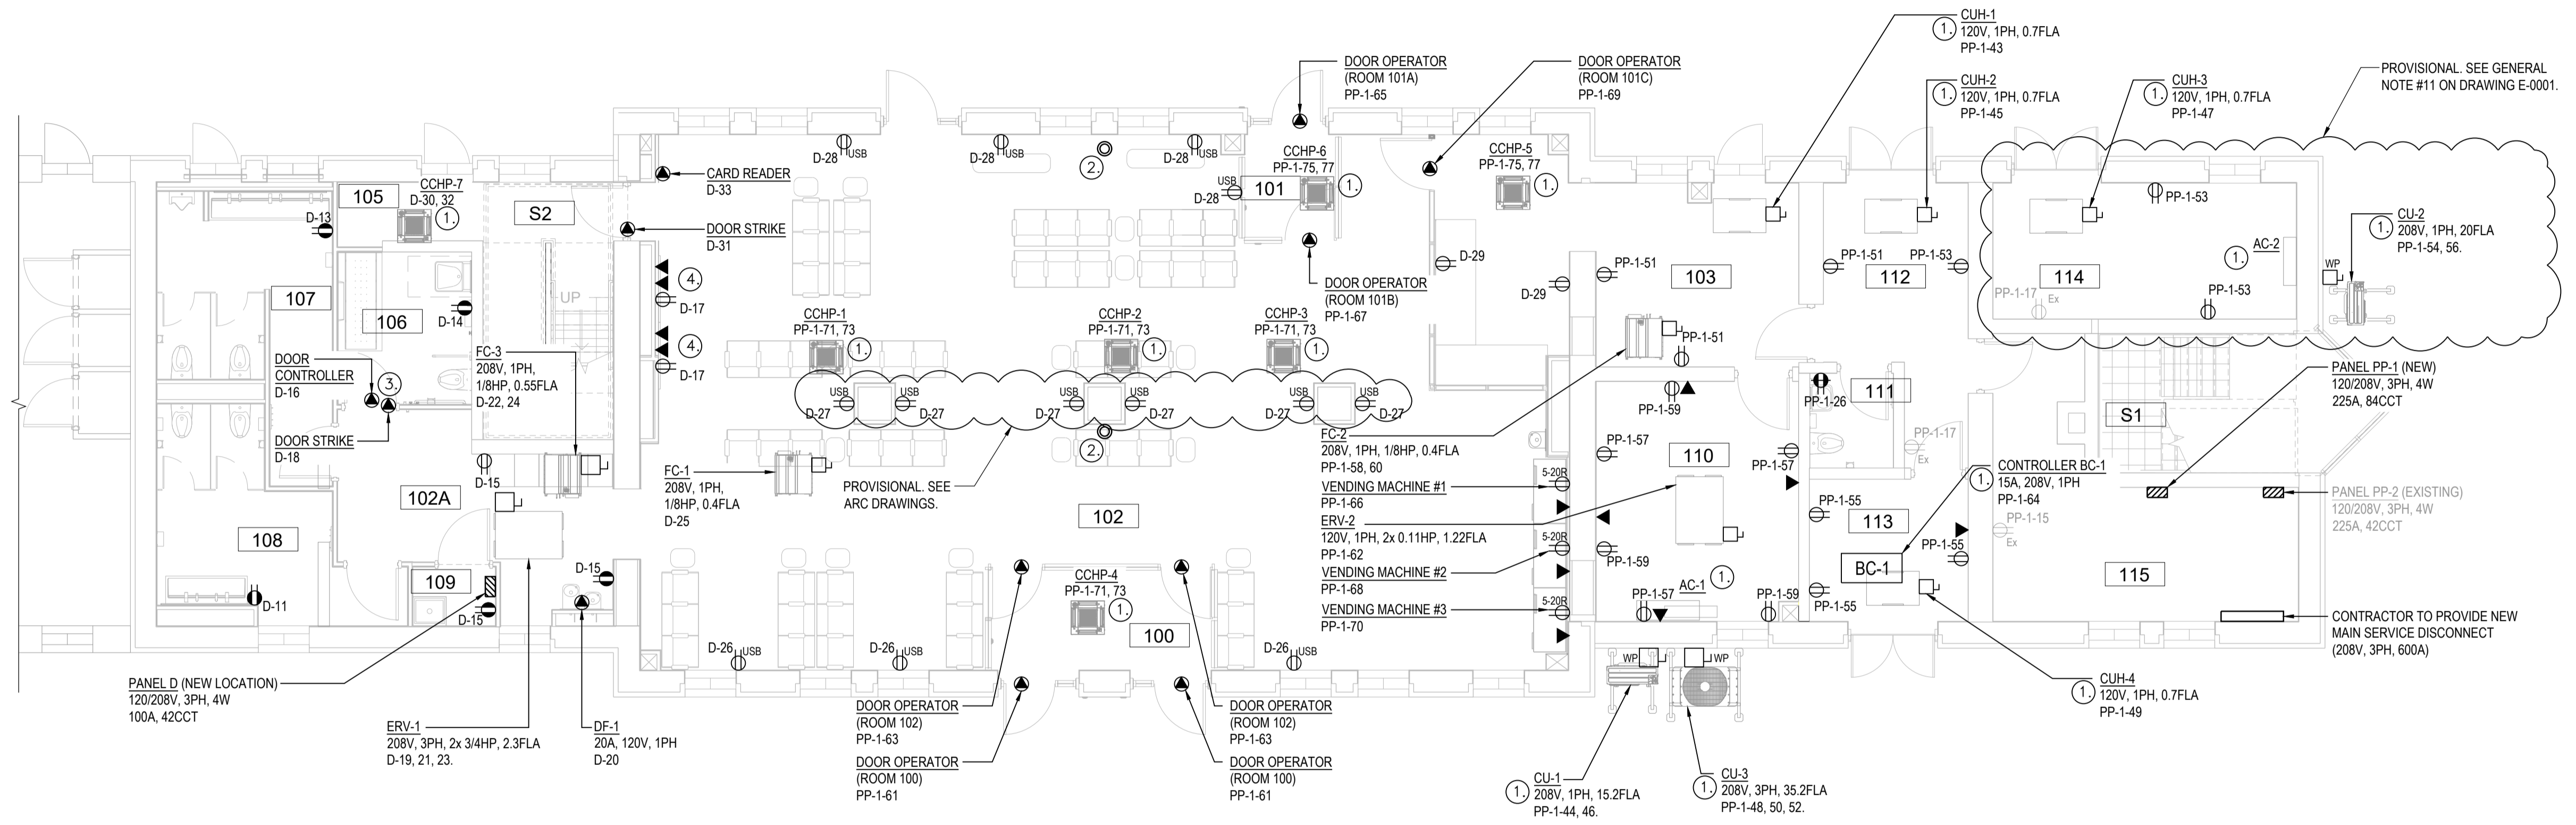 CUH-1
1.
120V, 1PH, 0.7FLA
PP-1-43
DOOR OPERATOR
(ROOM 101A)
PP-1-65
DOOR OPERATOR
(ROOM 101C)
PP-1-69
CUH-2
1.
120V, 1PH, 0.7FLA
PP-1-45
CUH-3
1.
120V, 1PH, 0.7FLA
PP-1-47
PROVISIONAL. SEE GENERAL
NOTE #11 ON DRAWING E-0001.
D-28
USB
D-28
USB
2.
D-28
USB
CCHP-6
PP-1-75, 77
1.
101
USB
D-28
CCHP-5
PP-1-75, 77
1.
CARD READER
D-33
DOOR STRIKE
D-31
105
CCHP-7
D-30, 32
1.
S2
D-13
107
106
D-14
UP
4.
D-17
4.
D-17
DOOR
CONTROLLER
D-16
3.
DOOR STRIKE
D-18
FC-3
208V, 1PH,
1/8HP, 0.55FLA
D-22, 24
D-29
D-29
DOOR OPERATOR
(ROOM 101B)
PP-1-67
CCHP-1
PP-1-71, 73
1.
CCHP-2
PP-1-71, 73
1.
CCHP-3
PP-1-71, 73
1.
USB
D-27
USB
D-27
USB
D-27
USB
D-27
USB
D-27
USB
D-27
2.
PROVISIONAL. SEE
ARC DRAWINGS.
FC-1
208V, 1PH,
1/8HP, 0.4FLA
D-25
PP-1-51
103
PP-1-51
PP-1-51
112
PP-1-53
PP-1-53
114
PP-1-17
Ex
PP-1-53
AC-2
1.
WP
CU-2
1.
208V, 1PH, 20FLA
PP-1-54, 56.
PANEL PP-1 (NEW)
120/208V, 3PH, 4W
225A, 84CCT
PP-1-59
PP-1-26
111
PP-1-17
Ex
S1
PP-1-57
110
PP-1-57
FC-2
208V, 1PH, 1/8HP, 0.4FLA
PP-1-58, 60
VENDING MACHINE #1
PP-1-66
ERV-2
120V, 1PH, 2x 0.11HP, 1.22FLA
PP-1-62
VENDING MACHINE #2
PP-1-68
VENDING MACHINE #3
PP-1-70
5-20R
5-20R
5-20R
CONTROLLER BC-1
1.
15A, 208V, 1PH
PP-1-64
PANEL PP-2 (EXISTING)
120/208V, 3PH, 4W
225A, 42CCT
PP-1-55
113
PP-1-15
Ex
PP-1-55
PP-1-59
BC-1
115
PP-1-55
AC-1
1.
PP-1-57
PP-1-59
CONTRACTOR TO PROVIDE NEW
MAIN SERVICE DISCONNECT
(208V, 3PH, 600A)
D-15
102A
102
108
109
D-15
D-11
D-15
CCHP-4
PP-1-71, 73
1.
100
D-26
USB
D-26
USB
D-26
USB
WP
WP
PANEL D (NEW LOCATION)
120/208V, 3PH, 4W
100A, 42CCT
ERV-1
208V, 3PH, 2x 3/4HP, 2.3FLA
D-19, 21, 23.
DF-1
20A, 120V, 1PH
D-20
DOOR OPERATOR
(ROOM 102)
PP-1-63
DOOR OPERATOR
(ROOM 100)
PP-1-61
DOOR OPERATOR
(ROOM 102)
PP-1-63
DOOR OPERATOR
(ROOM 100)
PP-1-61
CUH-4
1.
120V, 1PH, 0.7FLA
PP-1-49
CU-1
1.
208V, 1PH, 15.2FLA
PP-1-44, 46.
CU-3
1.
208V, 3PH, 35.2FLA
PP-1-48, 50, 52.